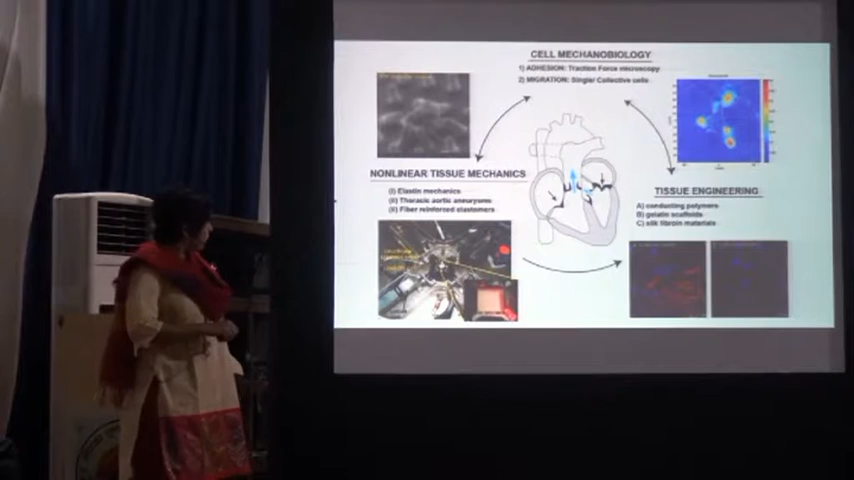 CELL MECHANOBIOLOGY
1) ADHESION: Traction Force microscopy
2) MIGRATION: Single/ Collective cells
NONLINEAR TISSUE MECHANICS
(i) Elastin mechanics
(ii) Thoracic aortic aneurysms
(ii) Fiber reinforced elastomers
TISSUE ENGINEERING
A) conducting polymers
B) gelatin scaffolds
C) silk fibroin materials